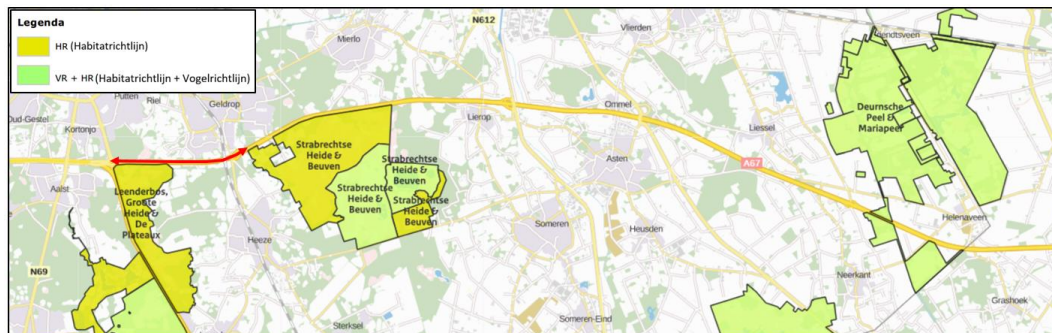 Legenda
HR (Habitatrichtlijn)
VR + HR (Habitatrichtlijn + Vogelrichtlijn)
N612
Mierlo
Vlierden
Putten
Riel
Geldrop
Oud-Gestel
Kortonjo
Lierop
Ommel
Liessel
Deurnsche
Peel &
Mariapeel
Strabrechtse
Heide &
Beuven
Strabrechtse
Heide &
Beuven
Strabrechtse
Heide &
Beuven
Strabrechtse
Heide &
Beuven
Asten
A67
Aalst
Leenderbos,
Groote
Heide &
De
Plateaux
Heeze
Someren
Heusden
Helenaveen
N69
Neerkant
Grashoek
Sterksel
Someren-Eind